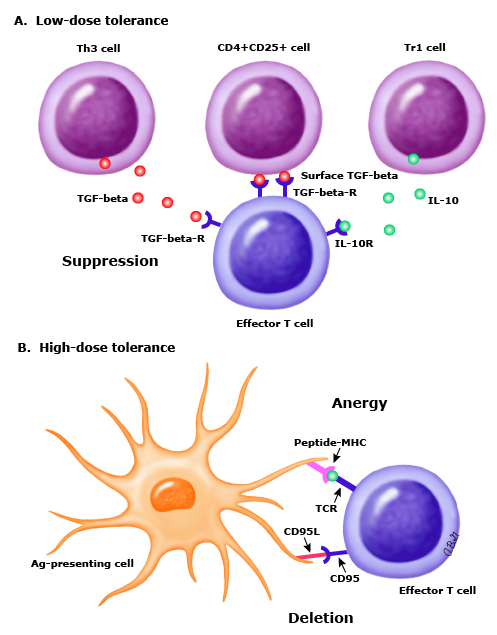 A.  Low-dose tolerance
Th3 cell
CD4+CD25+ cell
Tr1 cell
Surface TGF-beta
TGF-beta
TGF-beta-R
IL-10
TGF-beta-R
IL-10R
Suppression
Effector T cell
B.  High-dose tolerance
Anergy
Peptide-MHC
TCR
CD95L
Ag-presenting cell
CD95
Effector T cell
Deletion